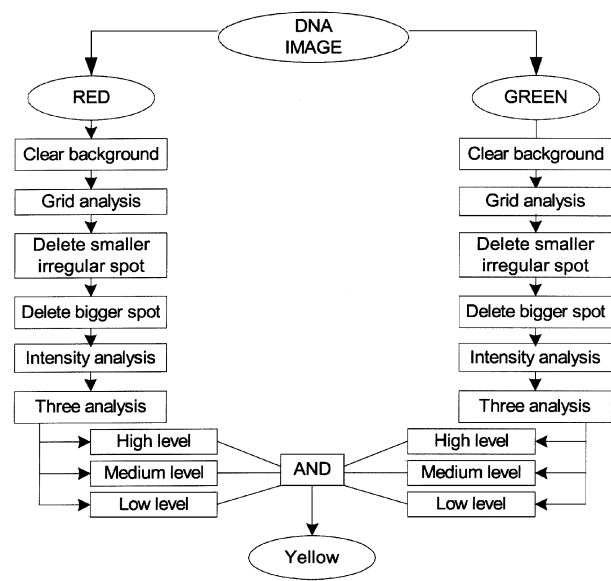 DNA
IMAGE
RED
GREEN
Clear background
Clear background
Grid analysis
Grid analysis
Delete smaller
irregular spot
Delete smaller
irregular spot
Delete bigger spot
Delete bigger spot
Intensity analysis
Intensity analysis
Three analysis
Three analysis
High level
High level
Medium level
AND
Medium level
Low level
Low level
Yellow